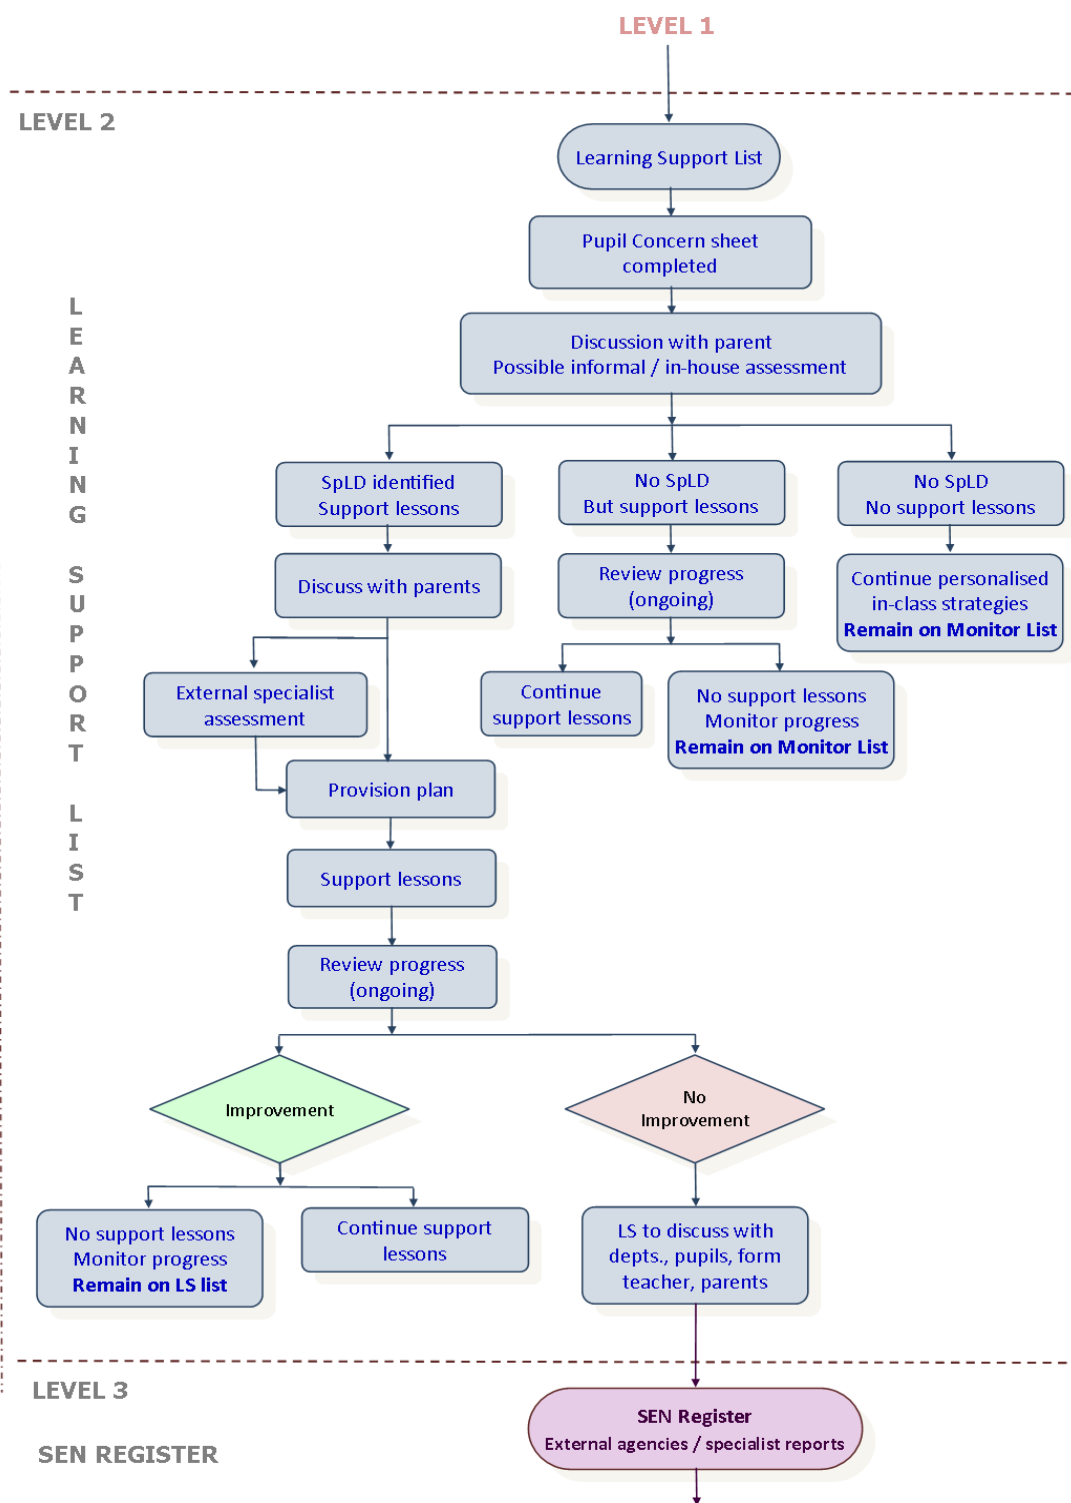 LEVEL 1
LEVEL 2
Learning Support List
Pupil Concern sheet
completed
Discussion with parent
Possible informal / in-house assessment
LEARNING SUPPORT LIST
SpLD identified
Support lessons
No SpLD
But support lessons
No SpLD
No support lessons
Discuss with parents
Review progress
(ongoing)
Continue personalised
in-class strategies
Remain on Monitor List
External specialist
assessment
Continue
support lessons
No support lessons
Monitor progress
Remain on Monitor List
Provision plan
Support lessons
Review progress
(ongoing)
Improvement
No
Improvement
No support lessons
Monitor progress
Remain on LS list
Continue support
lessons
LS to discuss with
depts., pupils, form
teacher, parents
LEVEL 3
SEN REGISTER
SEN Register
External agencies / specialist reports